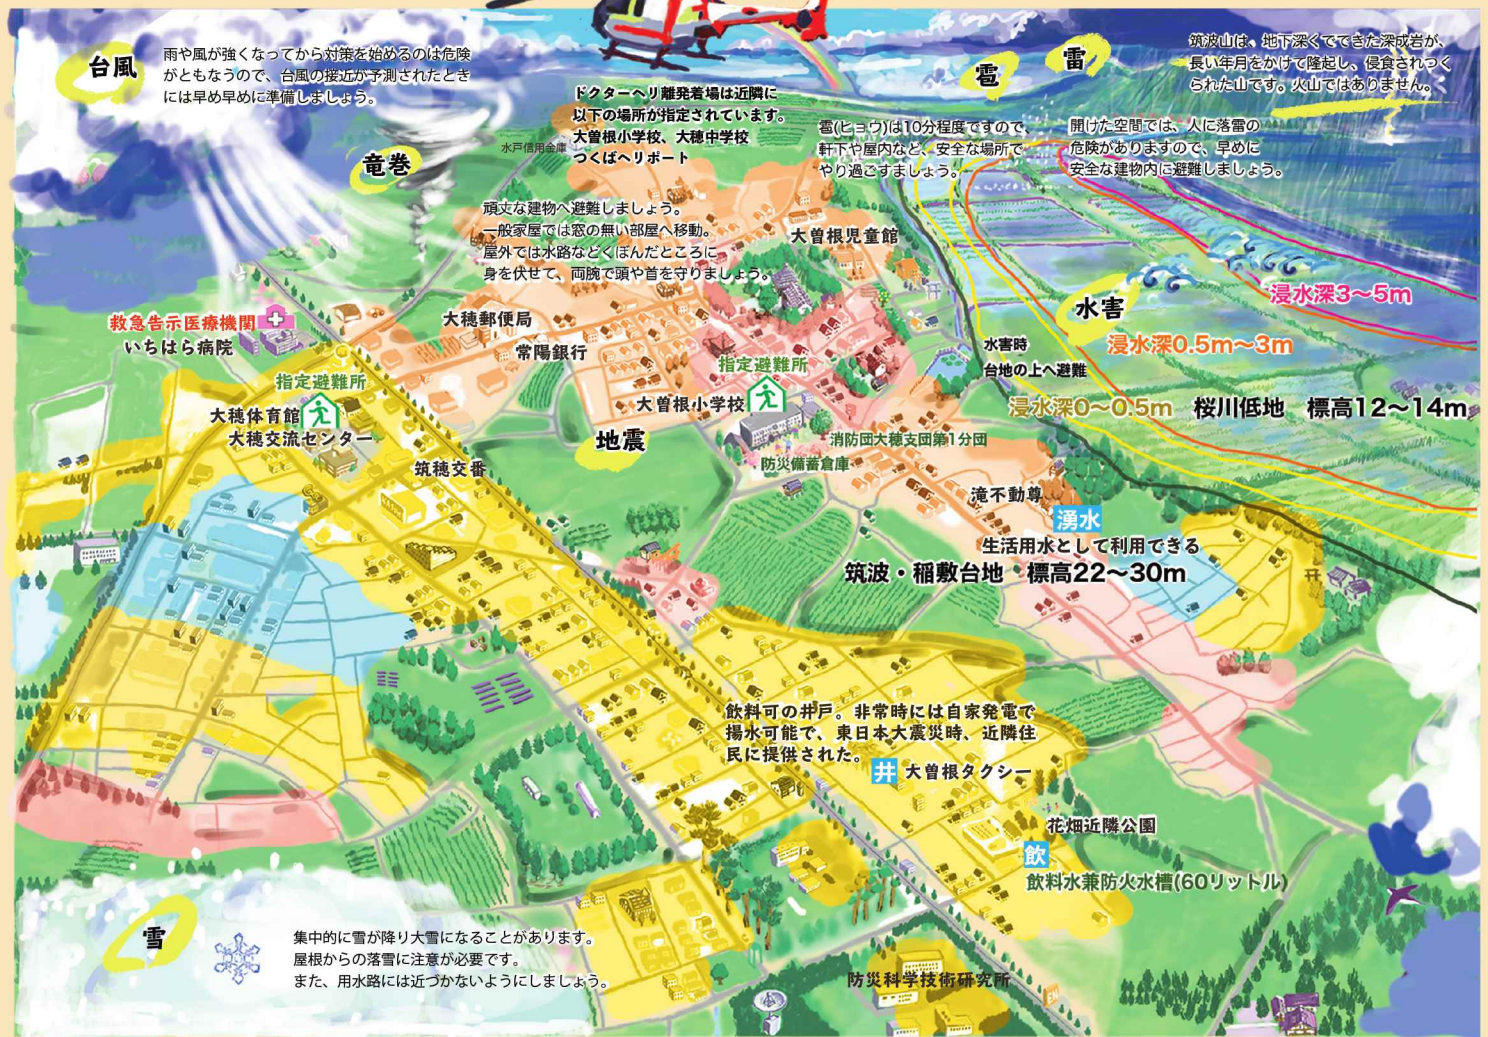 台風
雨や風が強くなってから対策を始めるのは危険
がともなうので、台風の接近が予測されたとき
には早め早めに準備しましょう。
竜巻
頑丈な建物へ避難しましょう。
一般家屋では窓の無い部屋へ移動。
屋外では水路などくぼんだところに
身を伏せて、両腕で頭や首を守りましょう。
ドクターヘリ離発着場は近隣に
以下の場所が指定されています。
大曽根小学校、大穂中学校
つくばヘリポート
水戸信用金庫
雹
雹(ヒョウ)は10分程度ですので、
軒下や屋内など、安全な場所で
やり過ごすましょう。
雷
開けた空間では、人に落雷の
危険がありますので、早めに
安全な建物内に避難しましょう。
筑波山は、地下深くでできた深成岩が、
長い年月をかけて隆起し、侵食されつく
られた山です。火山ではありません。
大曽根児童館
浸水深3～5m
水害
浸水深0.5m～3m
水害時
台地の上へ避難
浸水深0～0.5m
桜川低地 標高12～14m
救急告示医療機関
いちはら病院
大穂郵便局
常陽銀行
指定避難所
大曽根小学校
指定避難所
大穂体育館
大穂交流センター
地震
消防団大穂支団第1分団
防災備蓄倉庫
筑穂交番
滝不動尊
湧水
生活用水として利用できる
筑波・稲敷台地 標高22～30m
飲料可の井戸。非常時には自家発電で
揚水可能で、東日本大震災時、近隣住
民に提供された。
井 大曽根タクシー
花畑近隣公園
飲
飲料水兼防火水槽(60リットル)
雪
集中的に雪が降り大雪になることがあります。
屋根からの落雪に注意が必要です。
また、用水路には近づかないようにしましょう。
防災科学技術研究所